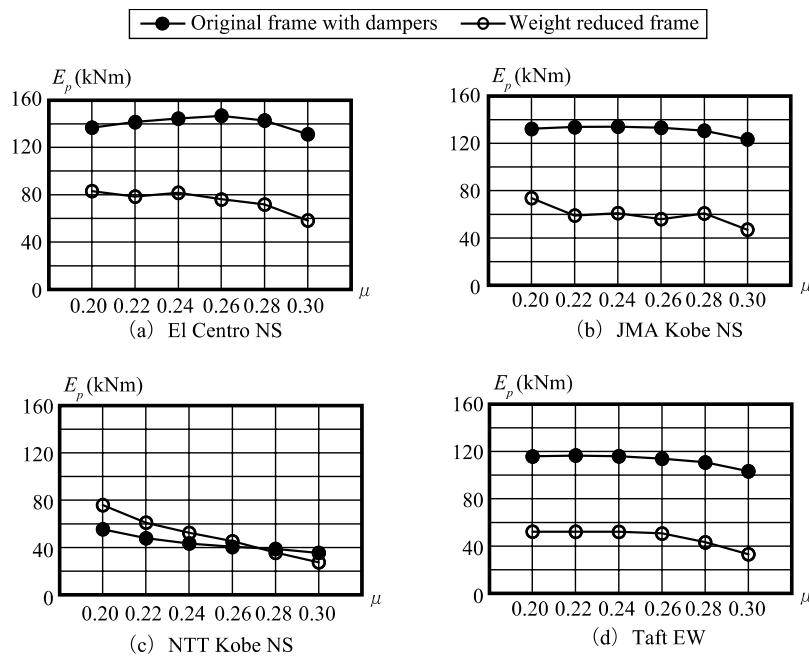 Original frame with dampers Weight reduced frame
E_p (kNm)
160
120
80
40
0
0.20 0.22 0.24 0.26 0.28 0.30 μ
(a) El Centro NS
E_p (kNm)
160
120
80
40
0
0.20 0.22 0.24 0.26 0.28 0.30 μ
(b) JMA Kobe NS
E_p (kNm)
160
120
80
40
0
0.20 0.22 0.24 0.26 0.28 0.30 μ
(c) NTT Kobe NS
E_p (kNm)
160
120
80
40
0
0.20 0.22 0.24 0.26 0.28 0.30 μ
(d) Taft EW